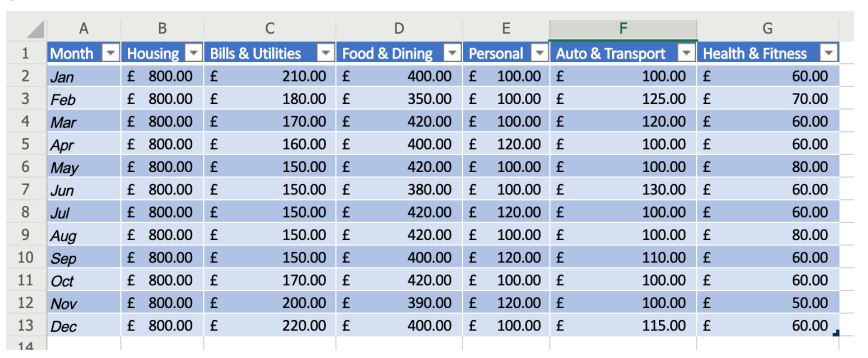 A B C D E F G
1 Month Housing Bills & Utilities Food & Dining Personal Auto & Transport Health & Fitness
2 Jan £ 800.00 £ 210.00 £ 400.00 £ 100.00 £ 100.00 £ 60.00
3 Feb £ 800.00 £ 180.00 £ 350.00 £ 100.00 £ 125.00 £ 70.00
4 Mar £ 800.00 £ 170.00 £ 420.00 £ 100.00 £ 120.00 £ 60.00
5 Apr £ 800.00 £ 160.00 £ 400.00 £ 120.00 £ 100.00 £ 60.00
6 May £ 800.00 £ 150.00 £ 420.00 £ 100.00 £ 100.00 £ 80.00
7 Jun £ 800.00 £ 150.00 £ 380.00 £ 100.00 £ 130.00 £ 60.00
8 Jul £ 800.00 £ 150.00 £ 420.00 £ 120.00 £ 100.00 £ 60.00
9 Aug £ 800.00 £ 150.00 £ 420.00 £ 100.00 £ 100.00 £ 80.00
10 Sep £ 800.00 £ 150.00 £ 400.00 £ 120.00 £ 110.00 £ 60.00
11 Oct £ 800.00 £ 170.00 £ 420.00 £ 100.00 £ 100.00 £ 60.00
12 Nov £ 800.00 £ 200.00 £ 390.00 £ 120.00 £ 100.00 £ 50.00
13 Dec £ 800.00 £ 220.00 £ 400.00 £ 100.00 £ 115.00 £ 60.00
14